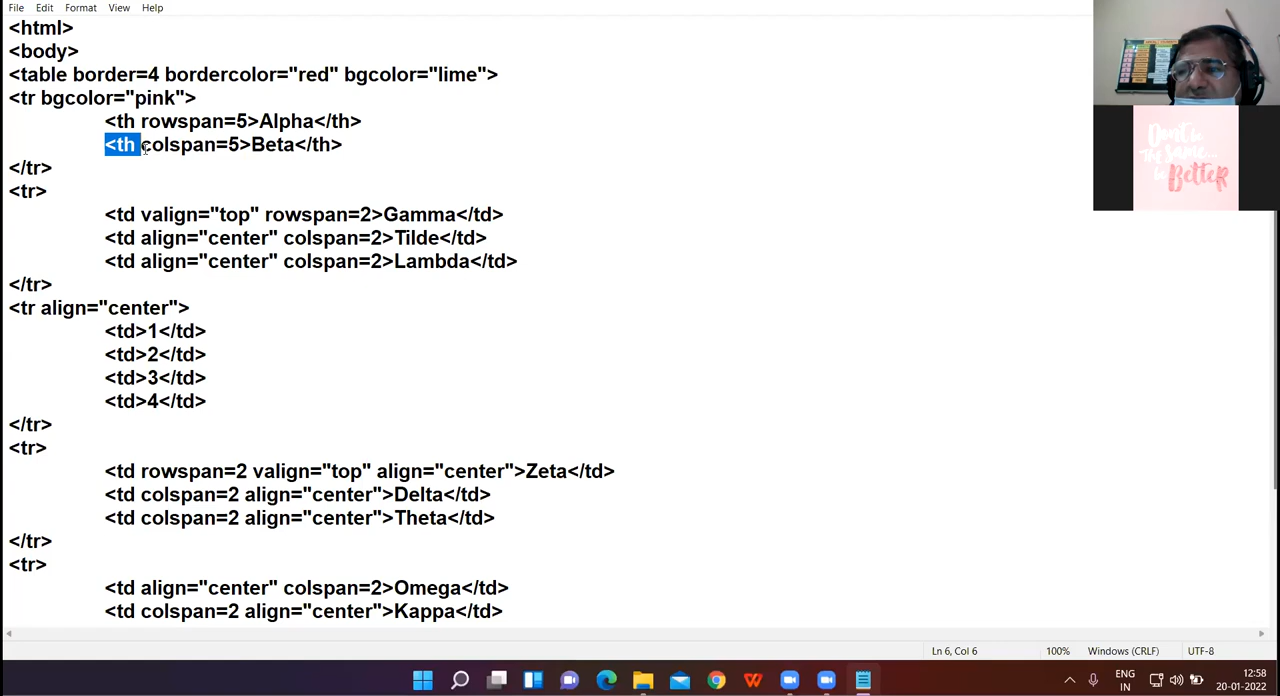 File Edit Format View Help
<html>
<body>
<table border=4 bordercolor="red" bgcolor="lime">
<tr bgcolor="pink">
<th rowspan=5>Alpha</th>
<th colspan=5>Beta</th>
</tr>
<tr>
<td valign="top" rowspan=2>Gamma</td>
<td align="center" colspan=2>Tilde</td>
<td align="center" colspan=2>Lambda</td>
</tr>
<tr align="center">
<td>1</td>
<td>2</td>
<td>3</td>
<td>4</td>
</tr>
<tr>
<td rowspan=2 valign="top" align="center">Zeta</td>
<td colspan=2 align="center">Delta</td>
<td colspan=2 align="center">Theta</td>
</tr>
<tr>
<td align="center" colspan=2>Omega</td>
<td colspan=2 align="center">Kappa</td>
Don't be
THE SAME...
be
BETTER
Ln 6, Col 6 100% Windows (CRLF) UTF-8
ENG
IN
12:58
20-01-2022